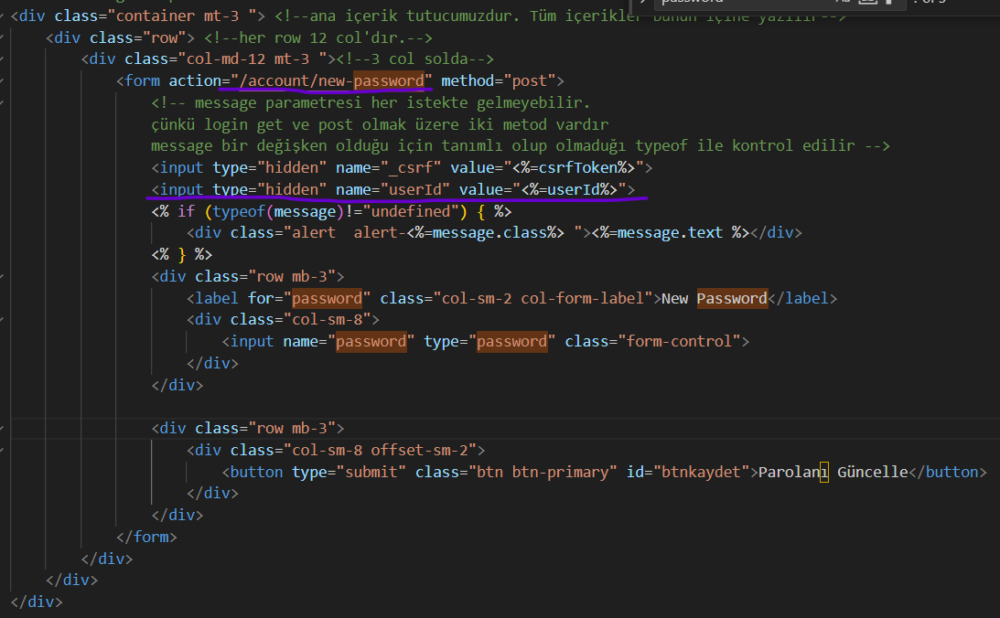 password
<div class="container mt-3 "> <!--ana içerik tutucumuzdur. Tüm içerikler bunun içine yazılır-->
<div class="row"> <!--her row 12 col'dır.-->
<div class="col-md-12 mt-3 "><!--3 col solda-->
<form action="/account/new-password" method="post">
<!-- message parametresi her istekte gelmeyebilir.
çünkü login get ve post olmak üzere iki metod vardır
message bir değişken olduğu için tanımlı olup olmadığı typeof ile kontrol edilir -->
<input type="hidden" name="_csrf" value="<%=csrfToken%>">
<input type="hidden" name="userId" value="<%=userId%>">
<% if (typeof(message)!="undefined") { %>
<div class="alert  alert-<%=message.class%> "><%=message.text %></div>
<% } %>
<div class="row mb-3">
<label for="password" class="col-sm-2 col-form-label">New Password</label>
<div class="col-sm-8">
<input name="password" type="password" class="form-control">
</div>
</div>
<div class="row mb-3">
<div class="col-sm-8 offset-sm-2">
<button type="submit" class="btn btn-primary" id="btnkaydet">Parolanı Güncelle</button>
</div>
</div>
</form>
</div>
</div>
</div>